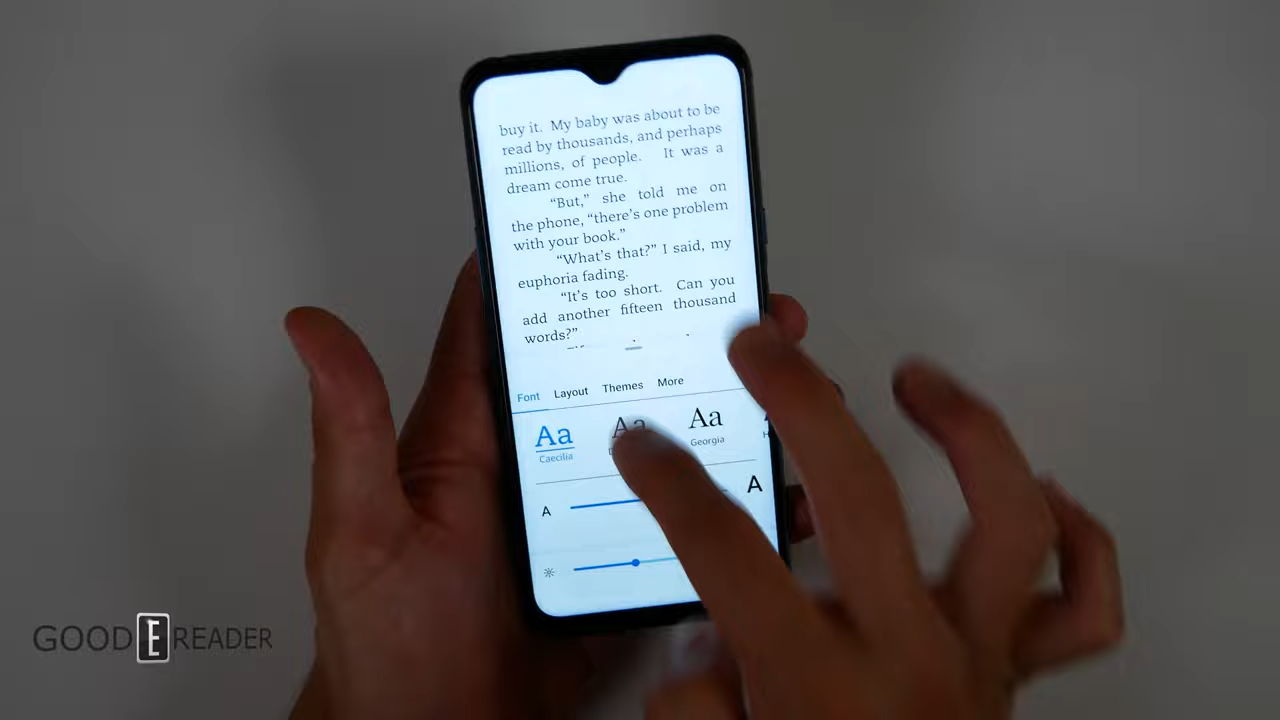 buy it. My baby was about to be
read by thousands, and perhaps
millions, of people. It was a
dream come true.
“But,” she told me on
the phone, “there’s one problem
with your book.”
“What’s that?” I said, my
euphoria fading.
“It’s too short. Can you
add another fifteen thousand
words?”
Font Layout Themes More
Aa Aa Aa
Caecilia Georgia
A A
GOOD E READER